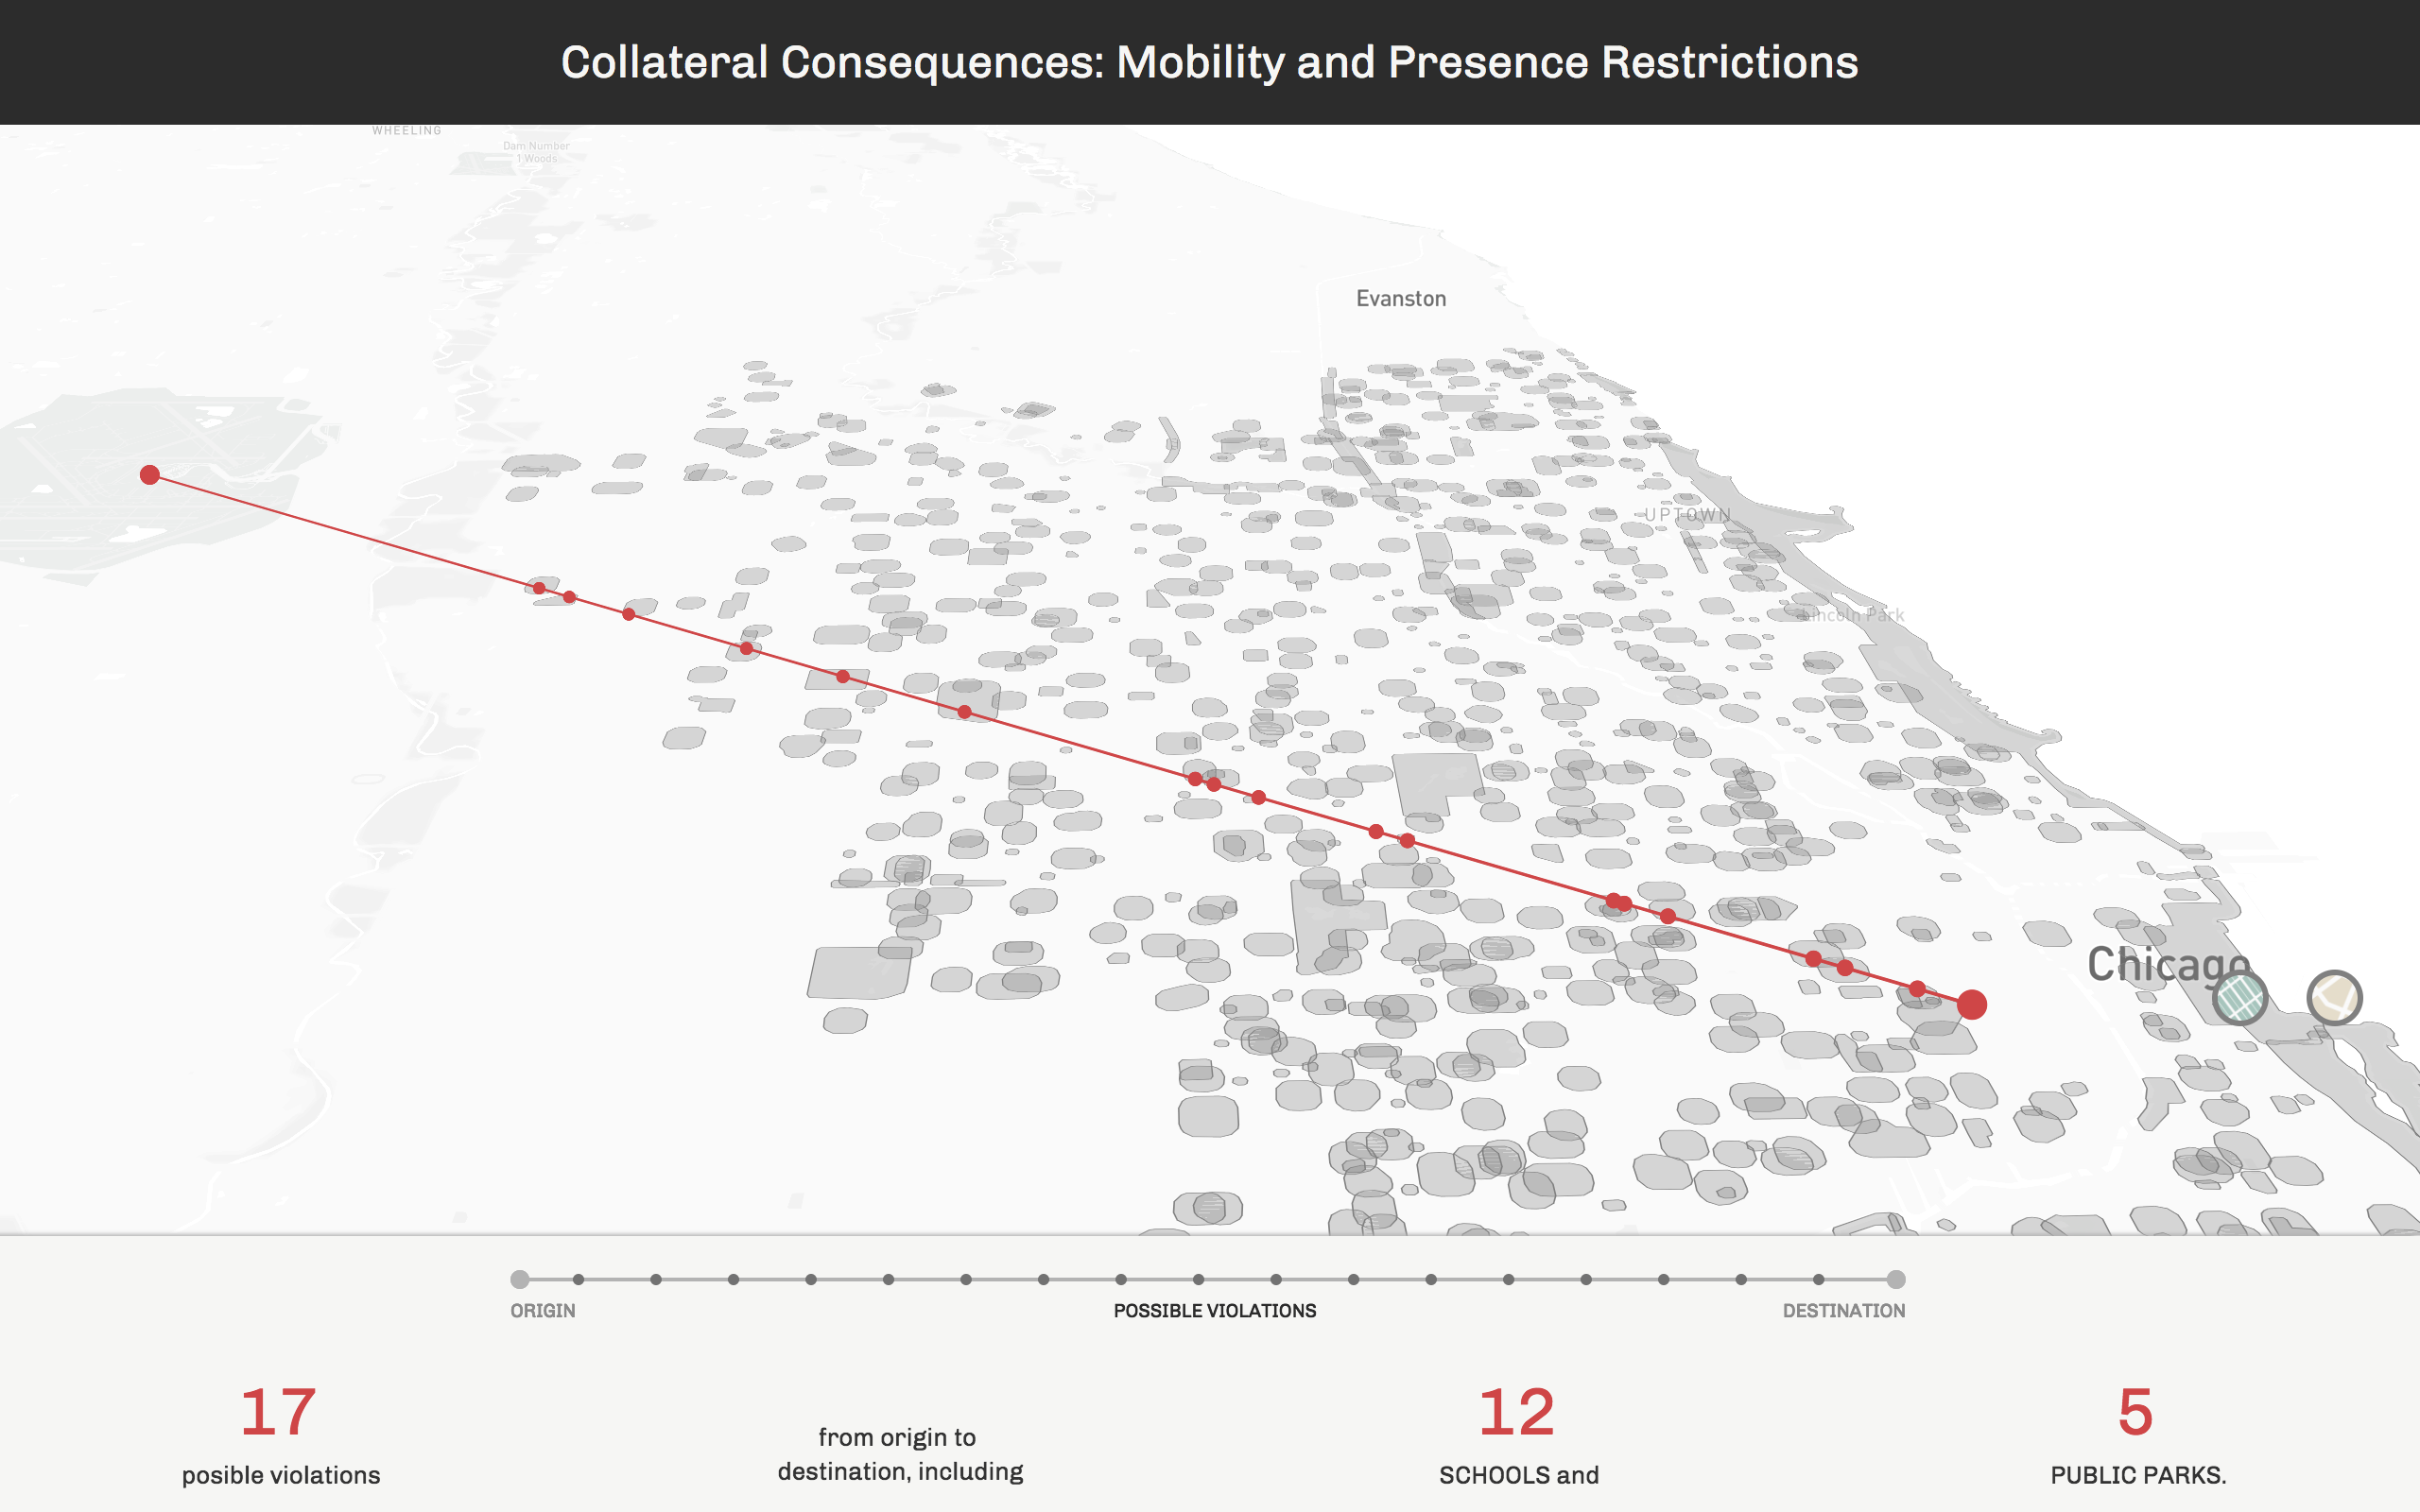 Collateral Consequences: Mobility and Presence Restrictions
WHEELING
Dam Number
1 Woods
Evanston
UPTOWN
Lincoln Park
Chicago
ORIGIN
POSSIBLE VIOLATIONS
DESTINATION
17
posible violations
from origin to
destination, including
12
SCHOOLS and
5
PUBLIC PARKS.